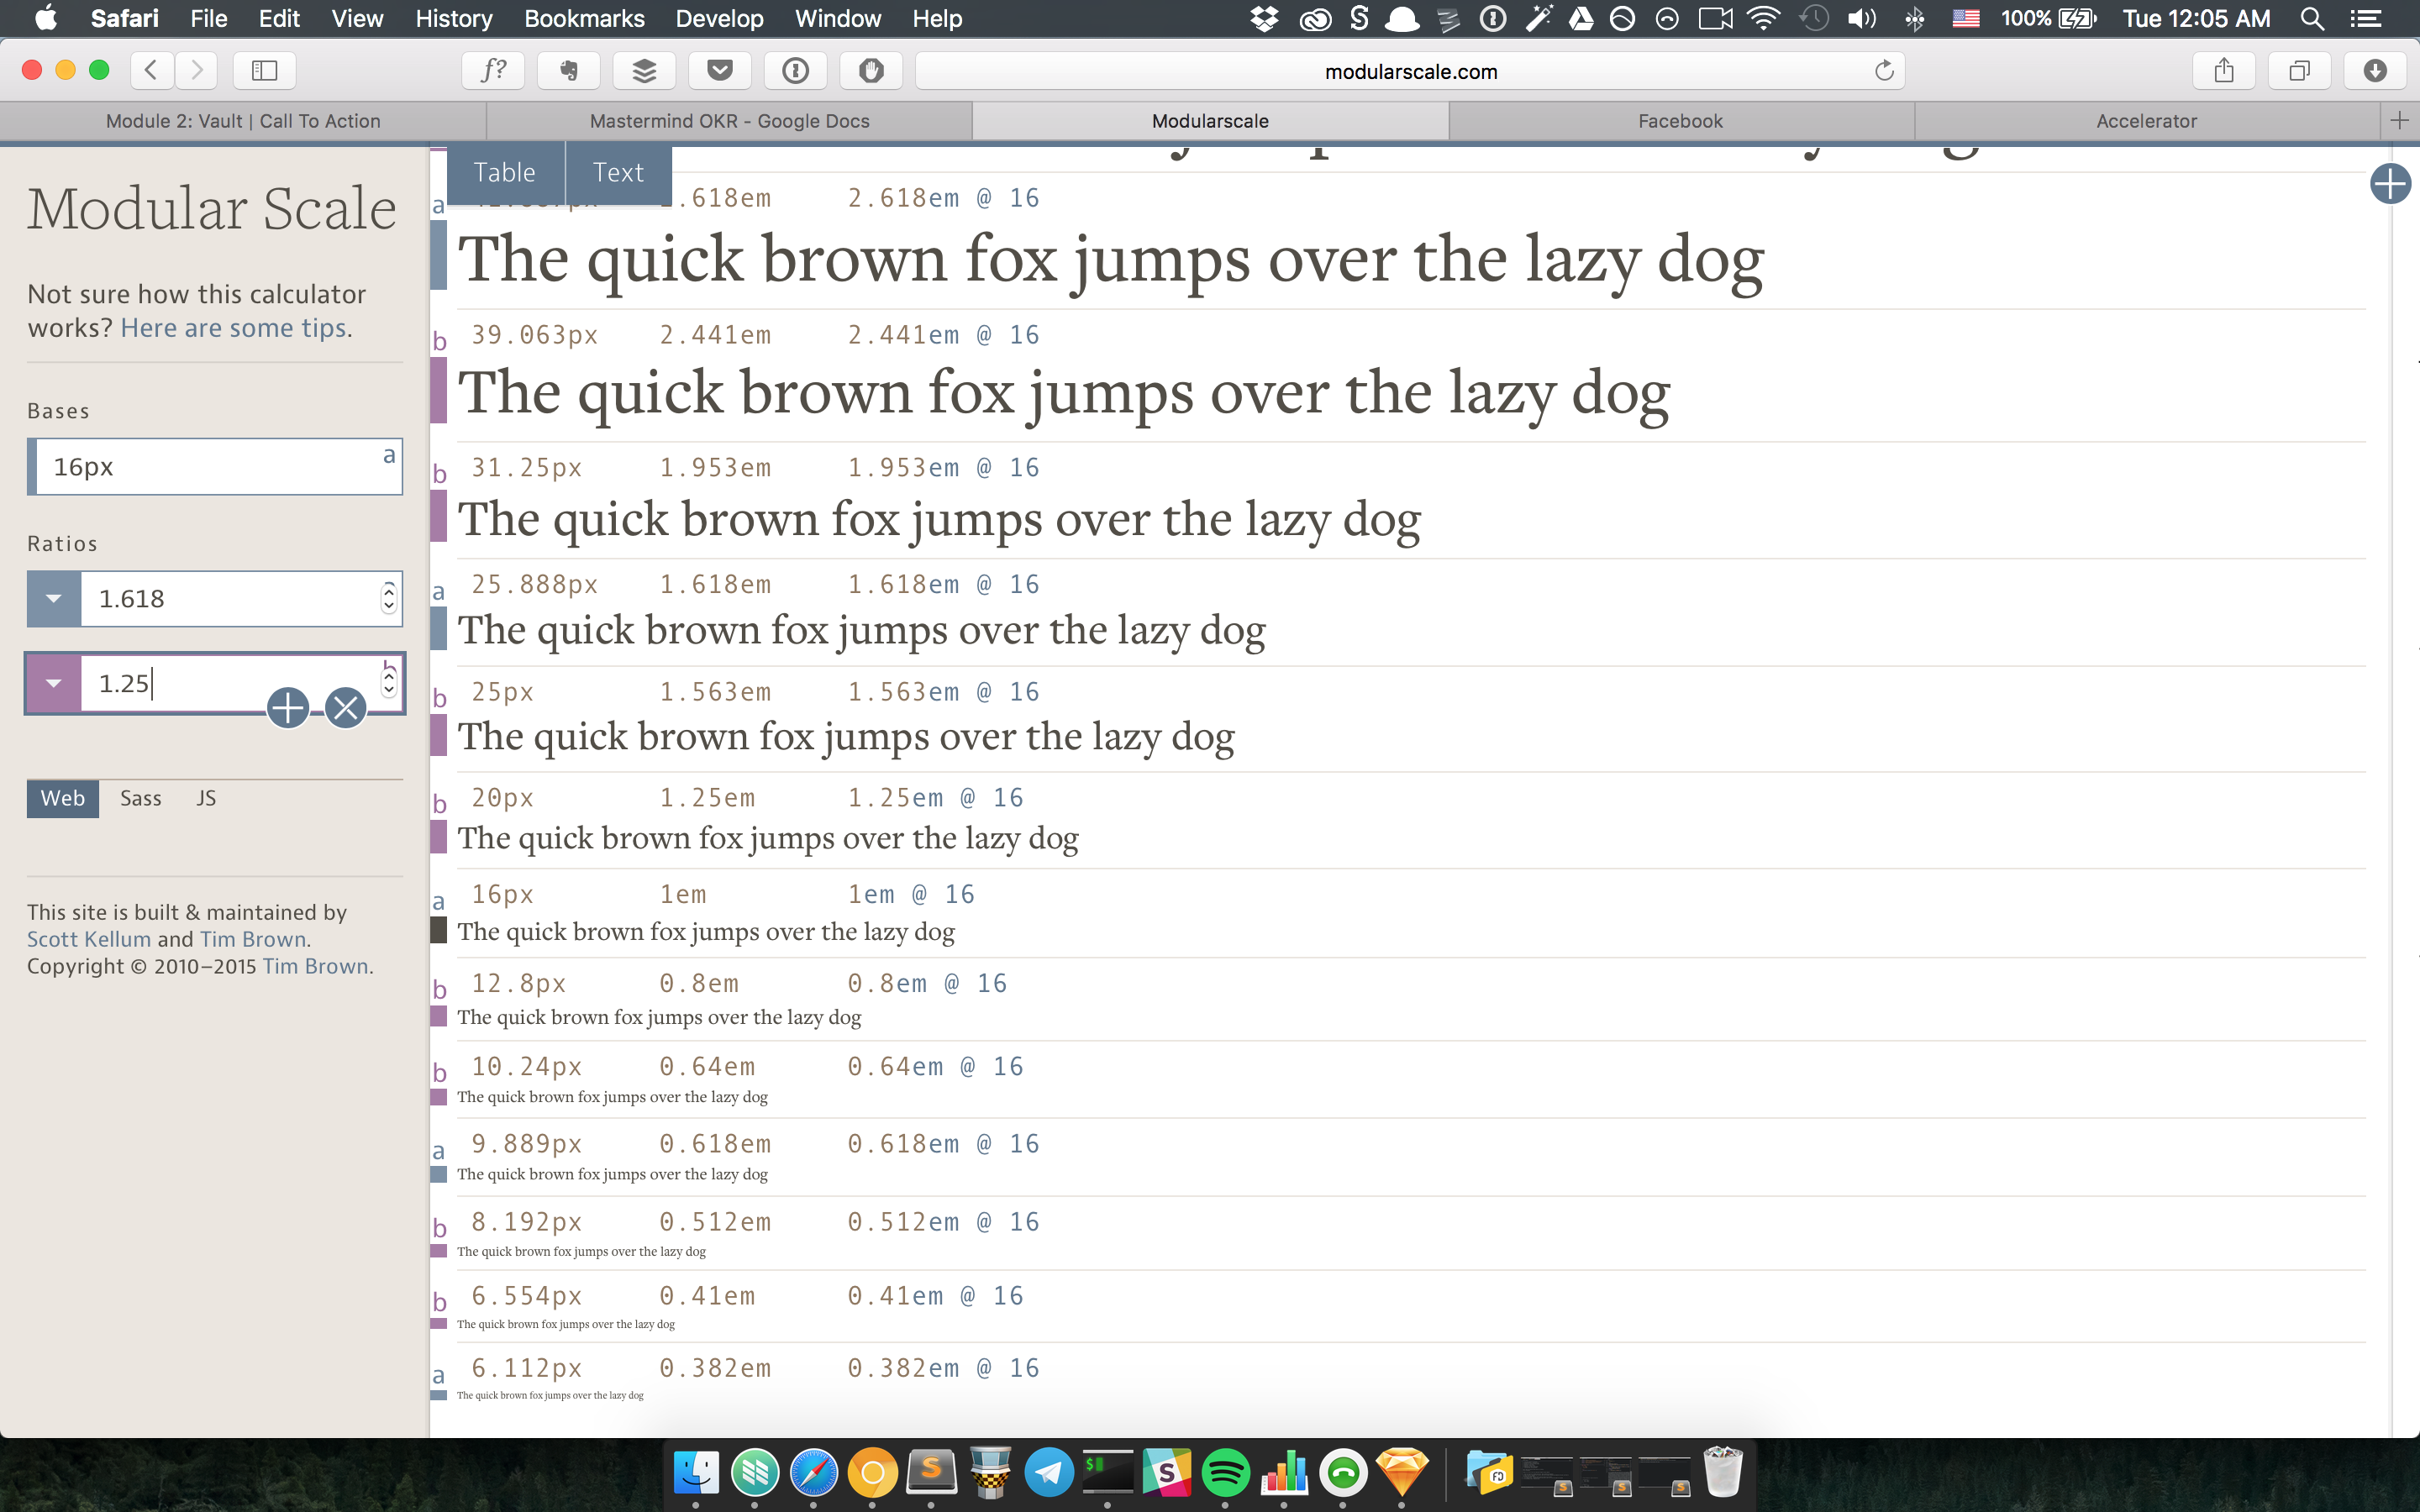 Safari File Edit View History Bookmarks Develop Window Help 100% Tue 12:05 AM
f? modularscale.com
Module 2: Vault | Call To Action Mastermind OKR - Google Docs Modularscale Facebook Accelerator
Modular Scale
Not sure how this calculator
works? Here are some tips.
Bases
16px a
Ratios
1.618
1.25 b
Web Sass JS
This site is built & maintained by
Scott Kellum and Tim Brown.
Copyright © 2010–2015 Tim Brown.
Table Text
a .618em 2.618em @ 16
The quick brown fox jumps over the lazy dog
b 39.063px 2.441em 2.441em @ 16
The quick brown fox jumps over the lazy dog
b 31.25px 1.953em 1.953em @ 16
The quick brown fox jumps over the lazy dog
a 25.888px 1.618em 1.618em @ 16
The quick brown fox jumps over the lazy dog
b 25px 1.563em 1.563em @ 16
The quick brown fox jumps over the lazy dog
b 20px 1.25em 1.25em @ 16
The quick brown fox jumps over the lazy dog
a 16px 1em 1em @ 16
The quick brown fox jumps over the lazy dog
b 12.8px 0.8em 0.8em @ 16
The quick brown fox jumps over the lazy dog
b 10.24px 0.64em 0.64em @ 16
The quick brown fox jumps over the lazy dog
a 9.889px 0.618em 0.618em @ 16
The quick brown fox jumps over the lazy dog
b 8.192px 0.512em 0.512em @ 16
The quick brown fox jumps over the lazy dog
b 6.554px 0.41em 0.41em @ 16
The quick brown fox jumps over the lazy dog
a 6.112px 0.382em 0.382em @ 16
The quick brown fox jumps over the lazy dog